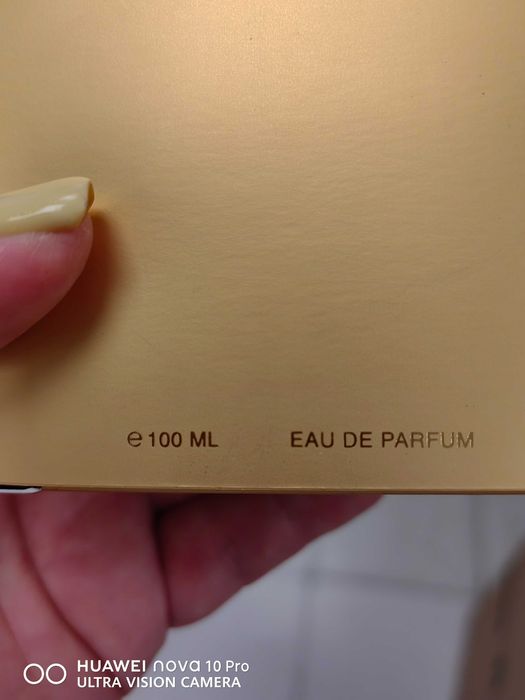 ℮ 100 ML EAU DE PARFUM
HUAWEI nova 10 Pro
ULTRA VISION CAMERA